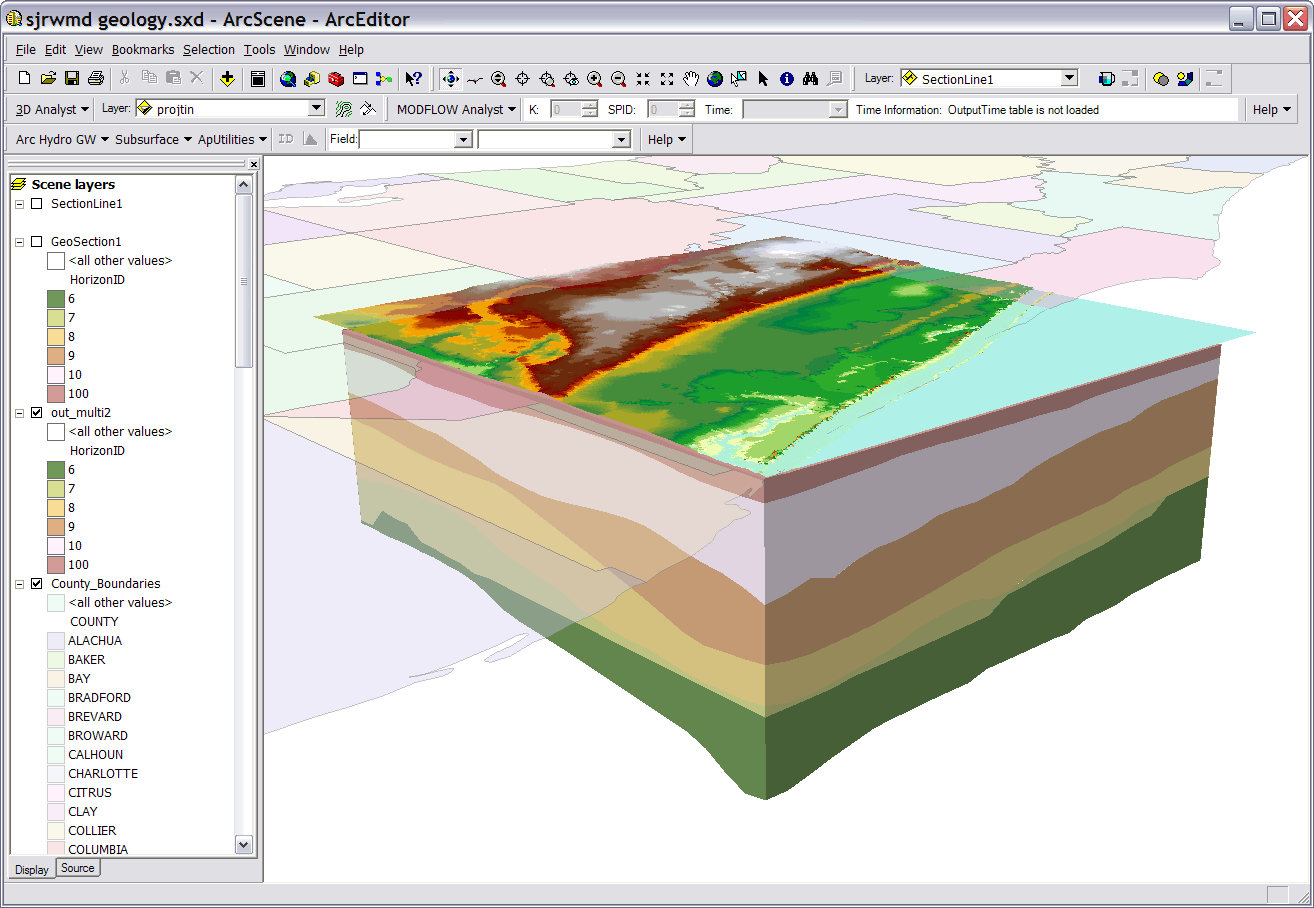 sjrwmd geology.sxd - ArcScene - ArcEditor
File Edit View Bookmarks Selection Tools Window Help
Layer: SectionLine1
3D Analyst Layer: projtin MODFLOW Analyst K: 0 SPID: 0 Time: Time Information: OutputTime table is not loaded Help
Arc Hydro GW Subsurface ApUtilities ID Field: Help
Scene layers
SectionLine1
GeoSection1
<all other values>
HorizonID
6
7
8
9
10
100
out_multi2
<all other values>
HorizonID
6
7
8
9
10
100
County_Boundaries
<all other values>
COUNTY
ALACHUA
BAKER
BAY
BRADFORD
BREVARD
BROWARD
CALHOUN
CHARLOTTE
CITRUS
CLAY
COLLIER
COLUMBIA
Display Source